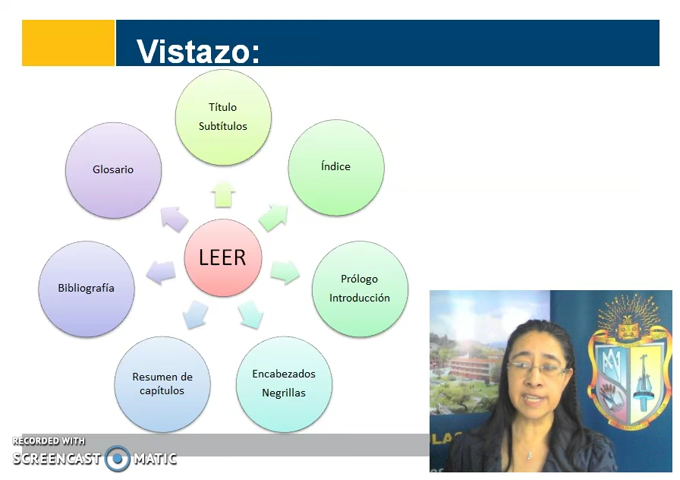 Vistazo:
Título
Subtítulos
Índice
Glosario
LEER
Prólogo
Introducción
Bibliografía
Encabezados
Negrillas
Resumen de
capítulos
RECORDED WITH
SCREENCAST MATIC